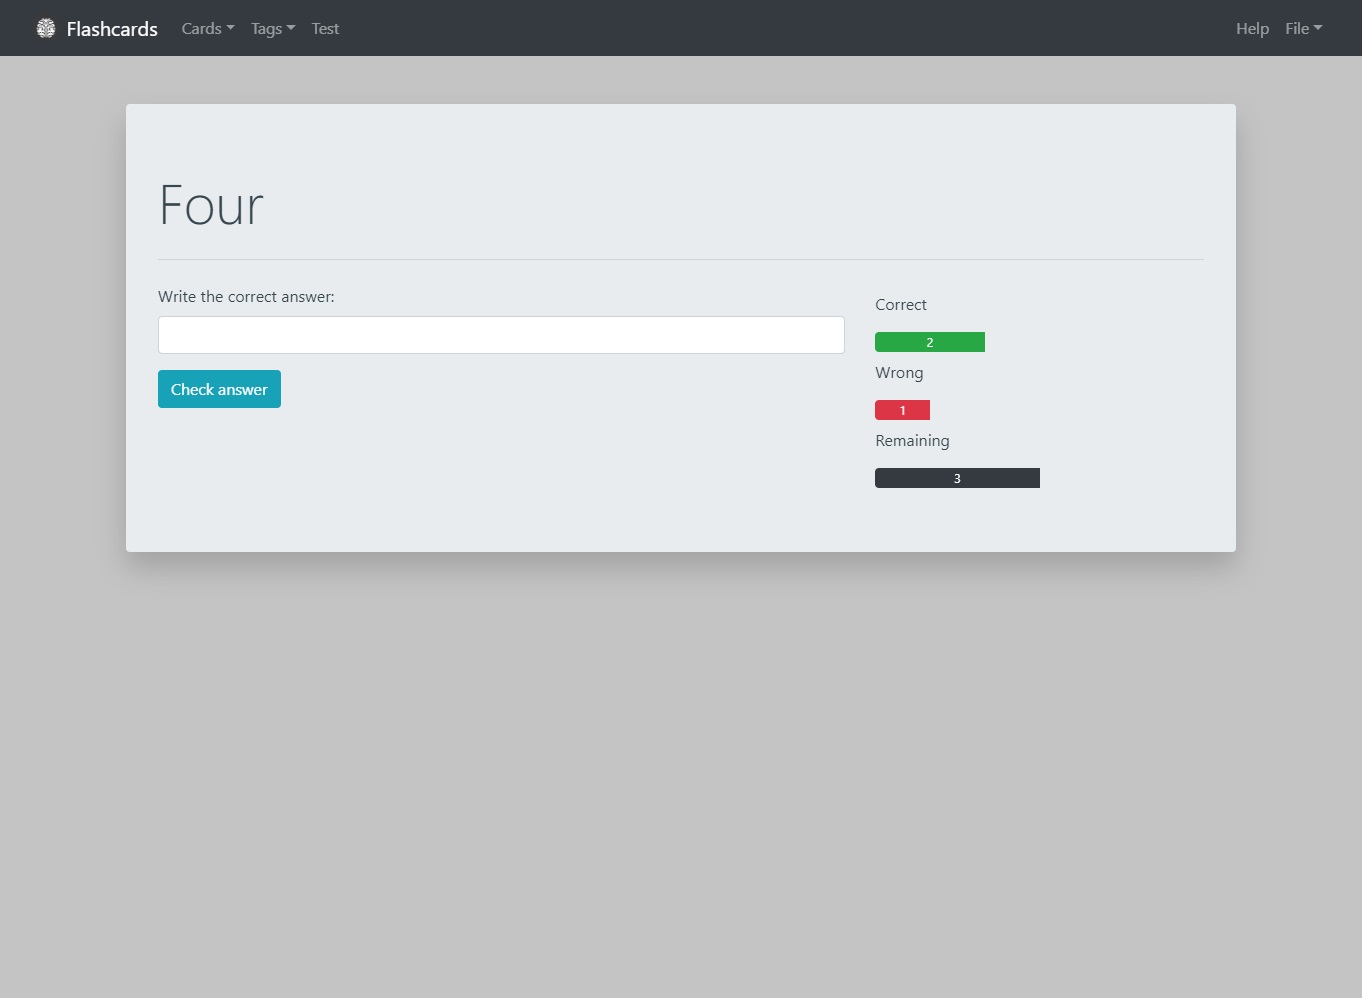 Flashcards Cards Tags Test Help File
Four
Write the correct answer:
Check answer
Correct
2
Wrong
1
Remaining
3